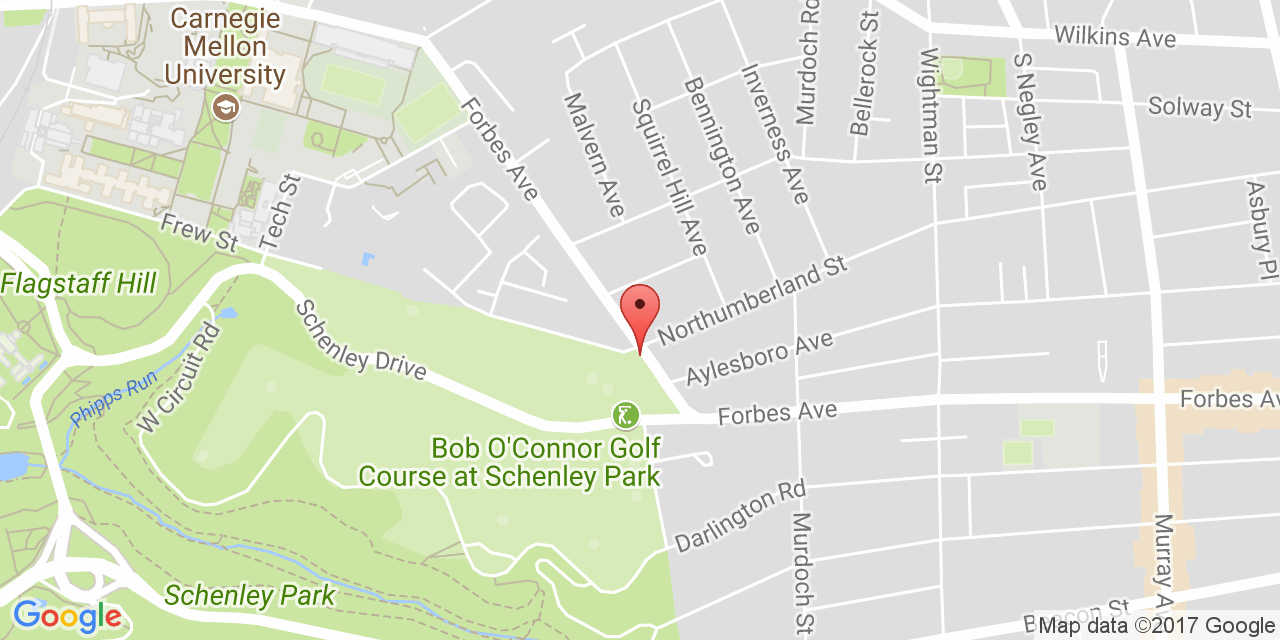 Carnegie
Mellon
University
Wilkins Ave
Murdoch Rd
Bellerock St
Wightman St
S Negley Ave
Solway St
Forbes Ave
Malvern Ave
Squirrel Hill Ave
Bennington Ave
Inverness Ave
Asbury Pl
Tech St
Frew St
Flagstaff Hill
Northumberland St
Schenley Drive
W Circuit Rd
Phipps Run
Aylesboro Ave
Forbes Ave
Forbes Av
Bob O'Connor Golf
Course at Schenley Park
Darlington Rd
Murdoch St
Murray A
Schenley Park
Google
Map data ©2017 Google